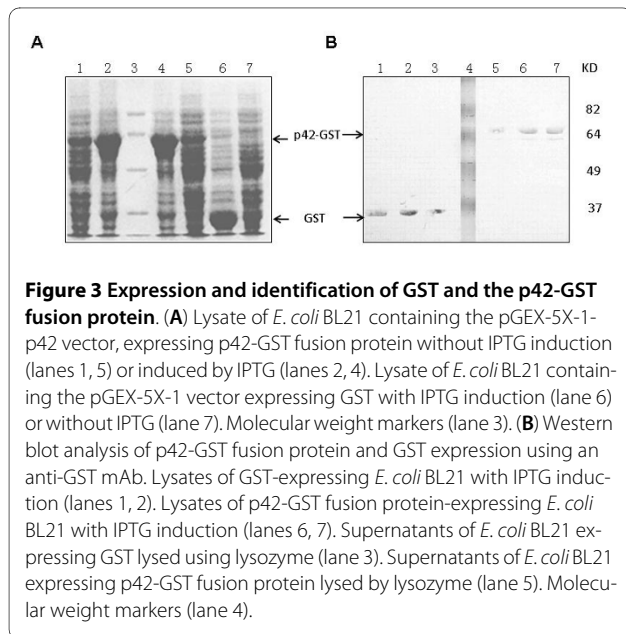 A B
1 2 3 4 5 6 7 1 2 3 4 5 6 7 KD
82
p42-GST 64
49
37
GST
Figure 3 Expression and identification of GST and the p42-GST
fusion protein. (A) Lysate of E. coli BL21 containing the pGEX-5X-1-
p42 vector, expressing p42-GST fusion protein without IPTG induction
(lanes 1, 5) or induced by IPTG (lanes 2, 4). Lysate of E. coli BL21 contain-
ing the pGEX-5X-1 vector expressing GST with IPTG induction (lane 6)
or without IPTG (lane 7). Molecular weight markers (lane 3). (B) Western
blot analysis of p42-GST fusion protein and GST expression using an
anti-GST mAb. Lysates of GST-expressing E. coli BL21 with IPTG induc-
tion (lanes 1, 2). Lysates of p42-GST fusion protein-expressing E. coli
BL21 with IPTG induction (lanes 6, 7). Supernatants of E. coli BL21 ex-
pressing GST lysed using lysozyme (lane 3). Supernatants of E. coli BL21
expressing p42-GST fusion protein lysed by lysozyme (lane 5). Molecu-
lar weight markers (lane 4).